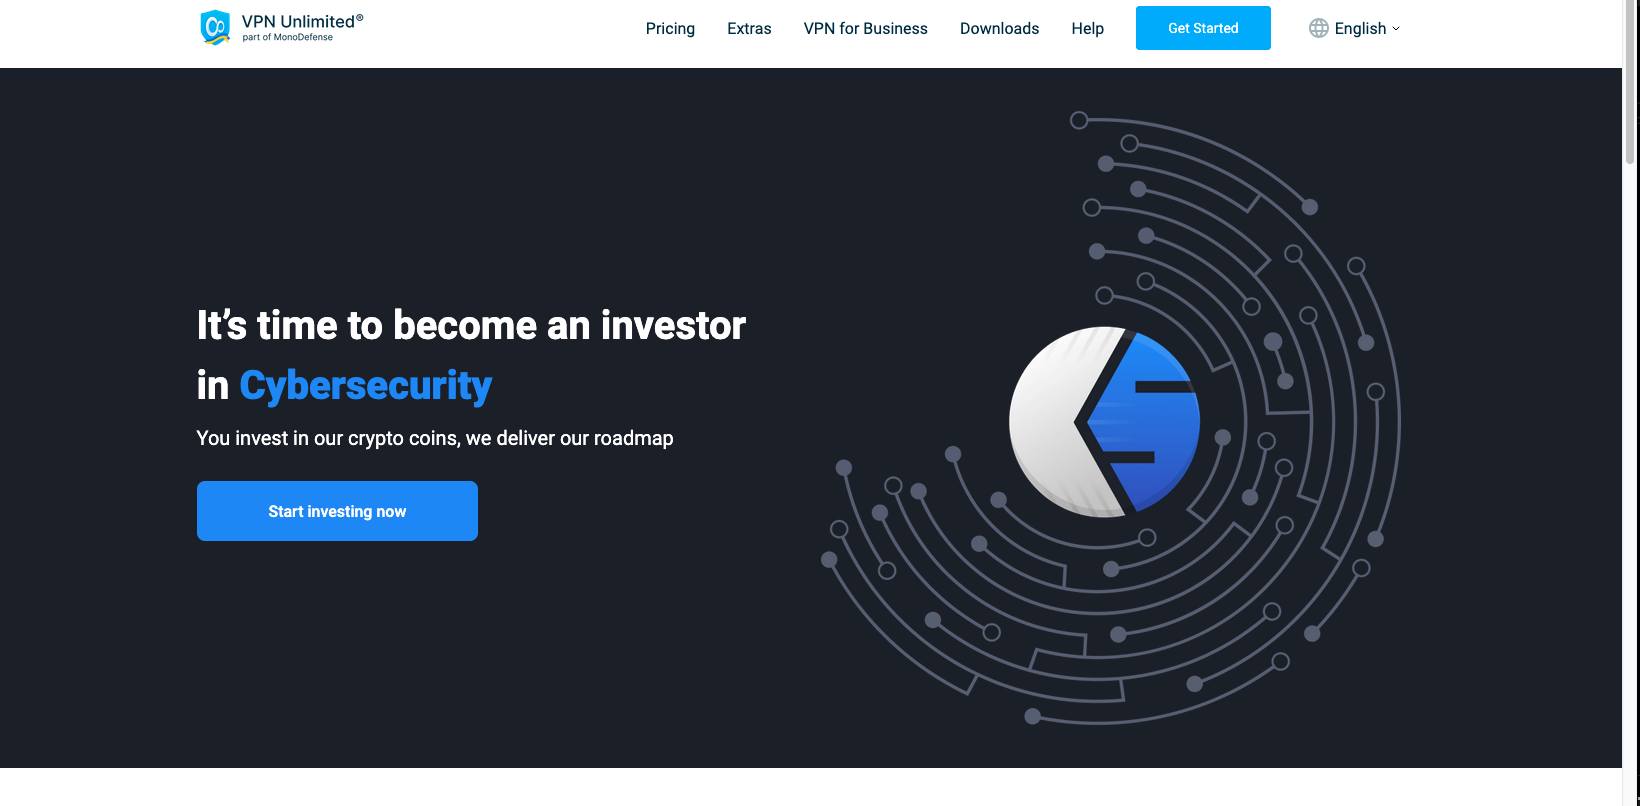 VPN Unlimited®
part of MonoDefense
Pricing
Extras
VPN for Business
Downloads
Help
Get Started
English
It’s time to become an investor
in Cybersecurity
You invest in our crypto coins, we deliver our roadmap
Start investing now